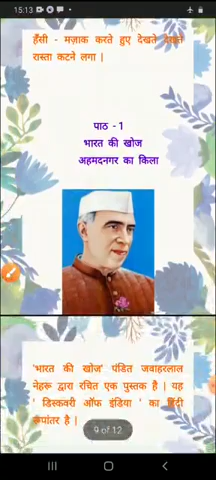 15:13
हँसी - मज़ाक करते हुए देखते देखते
रास्ता कटने लगा |
पाठ - 1
भारत की खोज
अहमदनगर का किला
'भारत की खोज' पंडित जवाहरलाल
नेहरू द्वारा रचित एक पुस्तक है | यह
' डिस्कवरी ऑफ इंडिया ' का हिंदी
रूपांतर है |
9 of 12